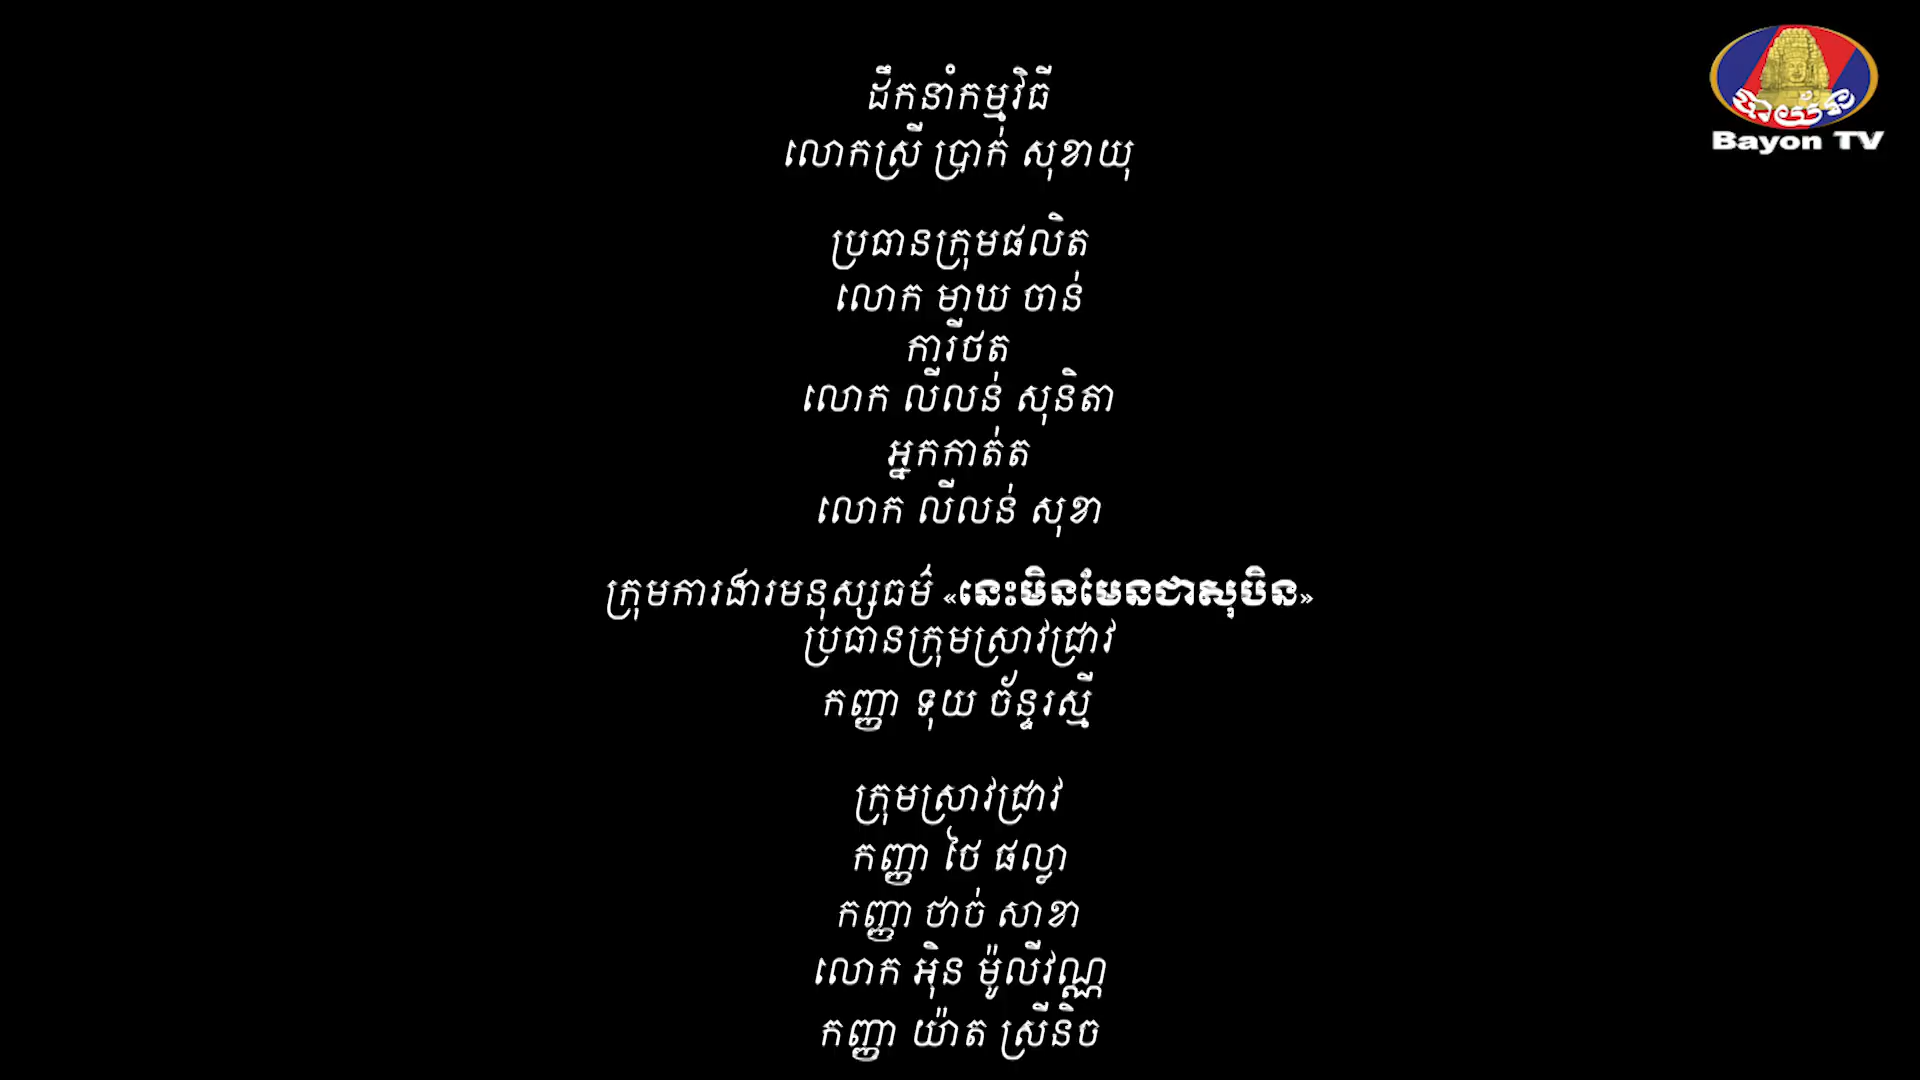 ដឹកនាំកម្មវិធី
លោកស្រី ប្រាក់ សុខាយុ
ប្រធានក្រុមផលិត
លោក មាឃ ចាន់
ការីថត
លោក លីលន់ សុនិតា
អ្នកកាត់ត
លោក លីលន់ សុខា
ក្រុមការងារមនុស្សធម៌ «នេះមិនមែនជាសុបិន»
ប្រធានក្រុមស្រាវជ្រាវ
កញ្ញា ទុយ ច័ន្ទរស្មី
ក្រុមស្រាវជ្រាវ
កញ្ញា ថៃ ផល្លា
កញ្ញា ថាច់ សាខា
លោក អ៊ិន ម៉ូលីវណ្ណ
កញ្ញា យ៉ាត ស្រីនិច
បាយ័ន
Bayon TV